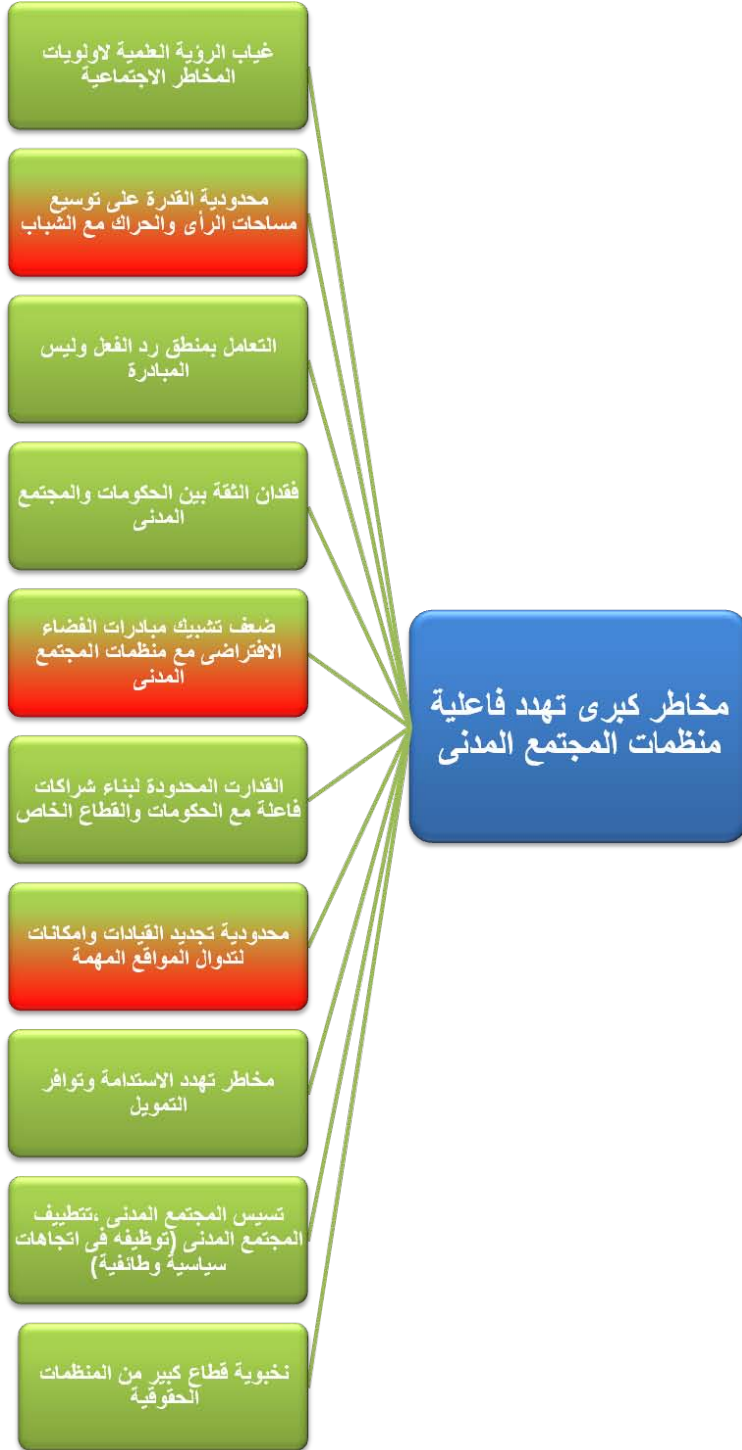 مخاطر كبرى تهدد فاعلية
منظمات المجتمع المدنى
غياب الرؤية العلمية لاولويات
المخاطر الاجتماعية
محدودية القدرة على توسيع
مساحات الرأى والحراك مع الشباب
التعامل بمنطق رد الفعل وليس
المبادرة
فقدان الثقة بين الحكومات والمجتمع
المدنى
ضعف تشبيك مبادرات الفضاء
الافتراضى مع منظمات المجتمع
المدنى
القدارت المحدودة لبناء شراكات
فاعلة مع الحكومات والقطاع الخاص
محدودية تجديد القيادات وامكانات
لتدوال المواقع المهمة
مخاطر تهدد الاستدامة وتوافر
التمويل
تسيس المجتمع المدنى ،تتطييف
المجتمع المدنى (توظيفه فى اتجاهات
سياسية وطائفية)
نخبوية قطاع كبير من المنظمات
الحقوقية